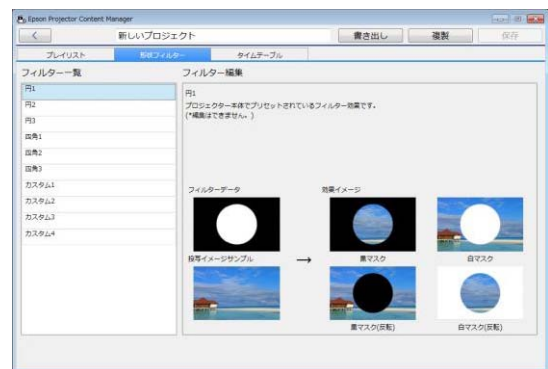 Epson Projector Content Manager
新しいプロジェクト
書き出し
複製
保存
プレイリスト
形状フィルター
タイムテーブル
フィルター一覧
フィルター編集
円1
円2
円3
四角1
四角2
四角3
カスタム1
カスタム2
カスタム3
カスタム4
円1
プロジェクター本体でプリセットされているフィルター効果です。
(*編集はできません。)
フィルターデータ
効果イメージ
投写イメージサンプル
→
黒マスク
白マスク
黒マスク(反転)
白マスク(反転)